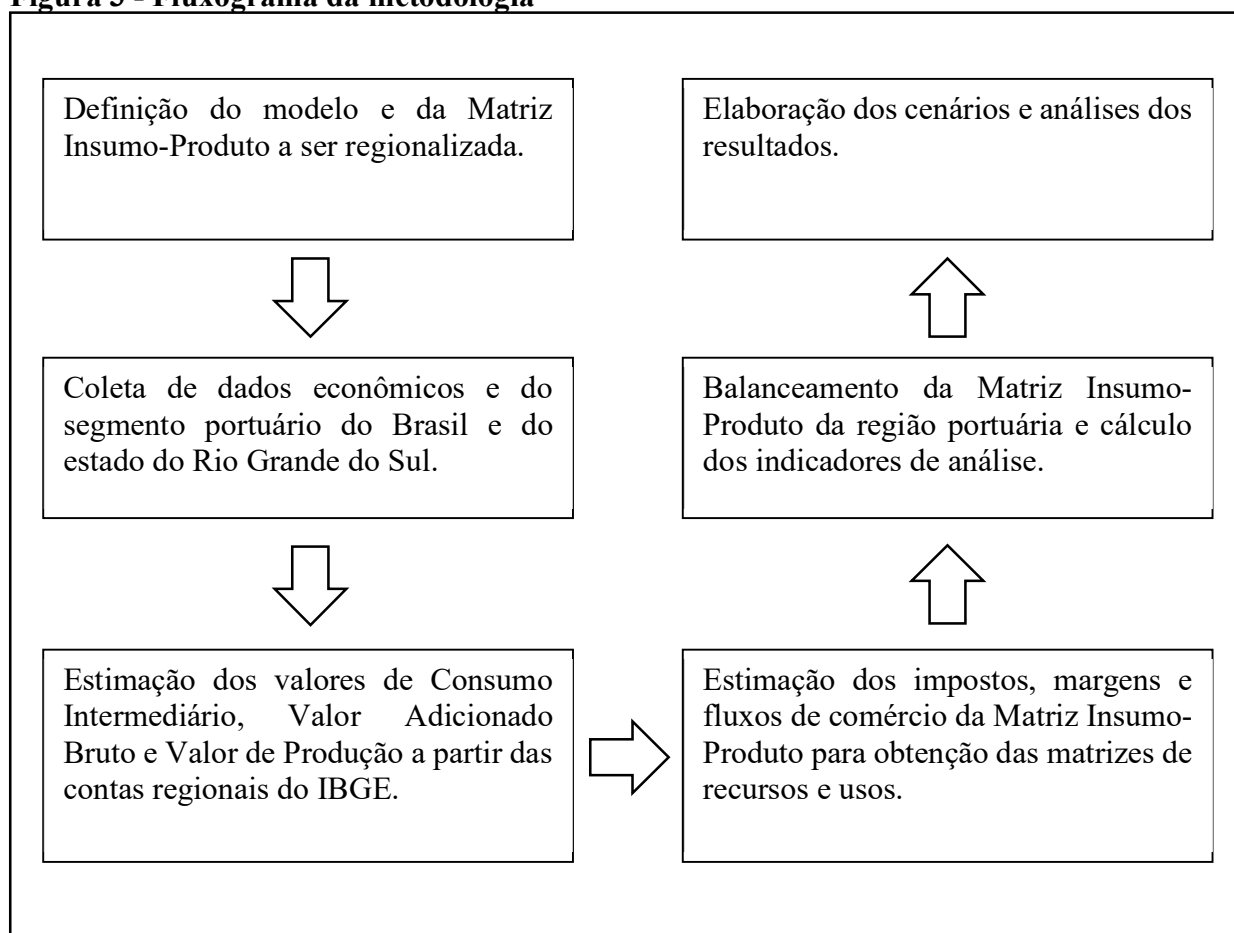 Figura 5 - Fluxograma da metodologia
Definição do modelo e da Matriz
Insumo-Produto a ser regionalizada.
Coleta de dados econômicos e do
segmento portuário do Brasil e do
estado do Rio Grande do Sul.
Estimação dos valores de Consumo
Intermediário, Valor Adicionado
Bruto e Valor de Produção a partir das
contas regionais do IBGE.
Estimação dos impostos, margens e
fluxos de comércio da Matriz Insumo-
Produto para obtenção das matrizes de
recursos e usos.
Balanceamento da Matriz Insumo-
Produto da região portuária e cálculo
dos indicadores de análise.
Elaboração dos cenários e análises dos
resultados.